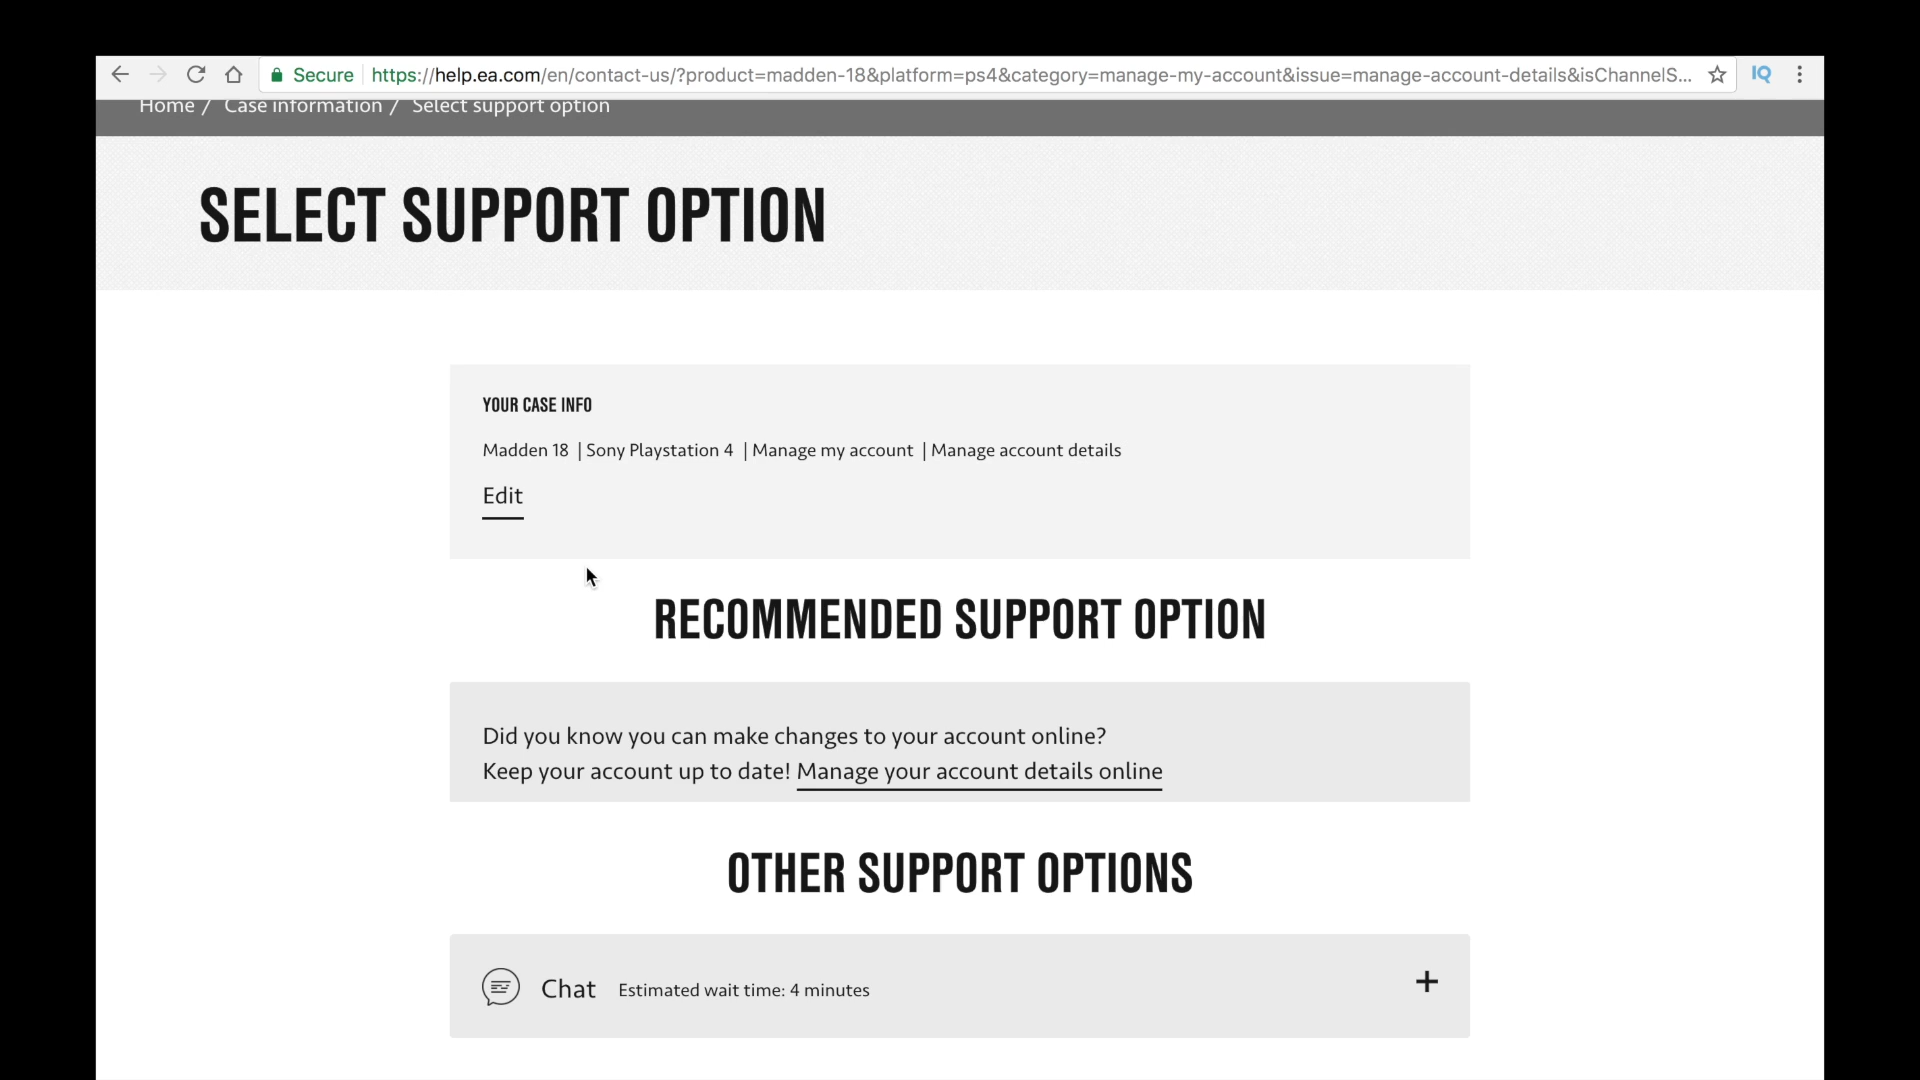 Secure https://help.ea.com/en/contact-us/?product=madden-18&platform=ps4&category=manage-my-account&issue=manage-account-details&isChannelS... IQ
Home / Case information / Select support option
SELECT SUPPORT OPTION
YOUR CASE INFO
Madden 18 | Sony Playstation 4 | Manage my account | Manage account details
Edit
RECOMMENDED SUPPORT OPTION
Did you know you can make changes to your account online?
Keep your account up to date! Manage your account details online
OTHER SUPPORT OPTIONS
Chat Estimated wait time: 4 minutes +